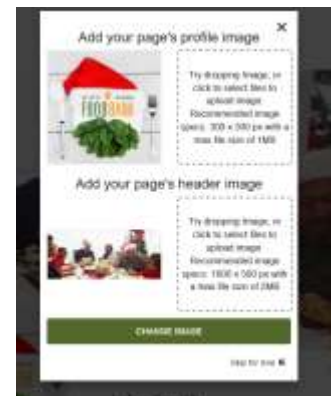 Add your page's profile image
FOOD BANK
Try dropping image, or
click to select files to
upload image
Recommended image
specs: 300 x 300 px with a
max file size of 1MB
Add your page's header image
Try dropping image, or
click to select files to
upload image
Recommended image
specs: 1600 x 500 px with
a max file size of 2MB
CHANGE IMAGE
Skip for now